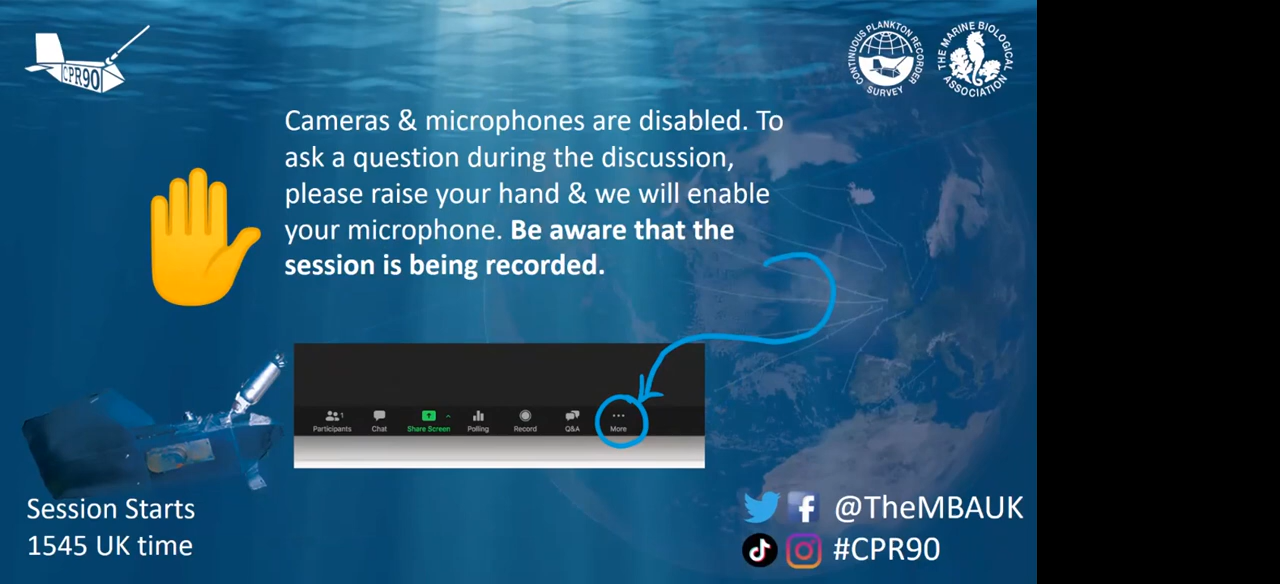 CPR90
CONTINUOUS PLANKTON RECORDER
SURVEY
THE MARINE BIOLOGICAL
ASSOCIATION
Cameras & microphones are disabled. To
ask a question during the discussion,
please raise your hand & we will enable
your microphone. Be aware that the
session is being recorded.
1
Participants
Chat
Share Screen
Polling
Record
Q&A
More
Session Starts
1545 UK time
@TheMBAUK
#CPR90